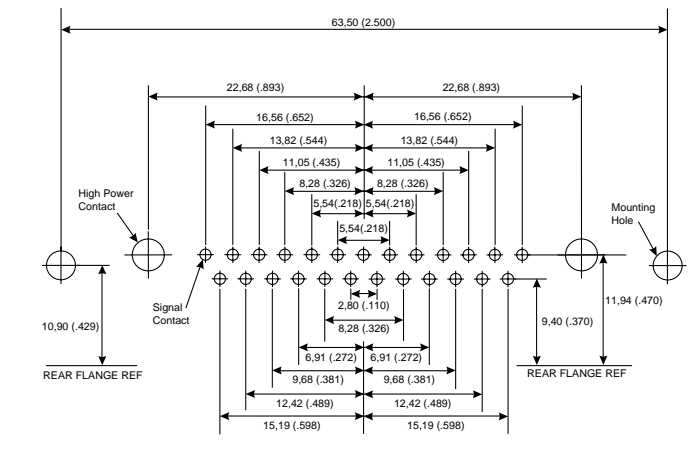 63,50 (2.500)
22,68 (.893) 22,68 (.893)
16,56 (.652) 16,56 (.652)
13,82 (.544) 13,82 (.544)
11,05 (.435) 11,05 (.435)
8,28 (.326) 8,28 (.326)
5,54(.218) 5,54(.218)
5,54(.218)
High Power
Contact
Mounting
Hole
Signal
Contact
2,80 (.110)
8,28 (.326)
10,90 (.429)
11,94 (.470)
9,40 (.370)
6,91 (.272) 6,91 (.272)
REAR FLANGE REF
REAR FLANGE REF
9,68 (.381) 9,68 (.381)
12,42 (.489) 12,42 (.489)
15,19 (.598) 15,19 (.598)